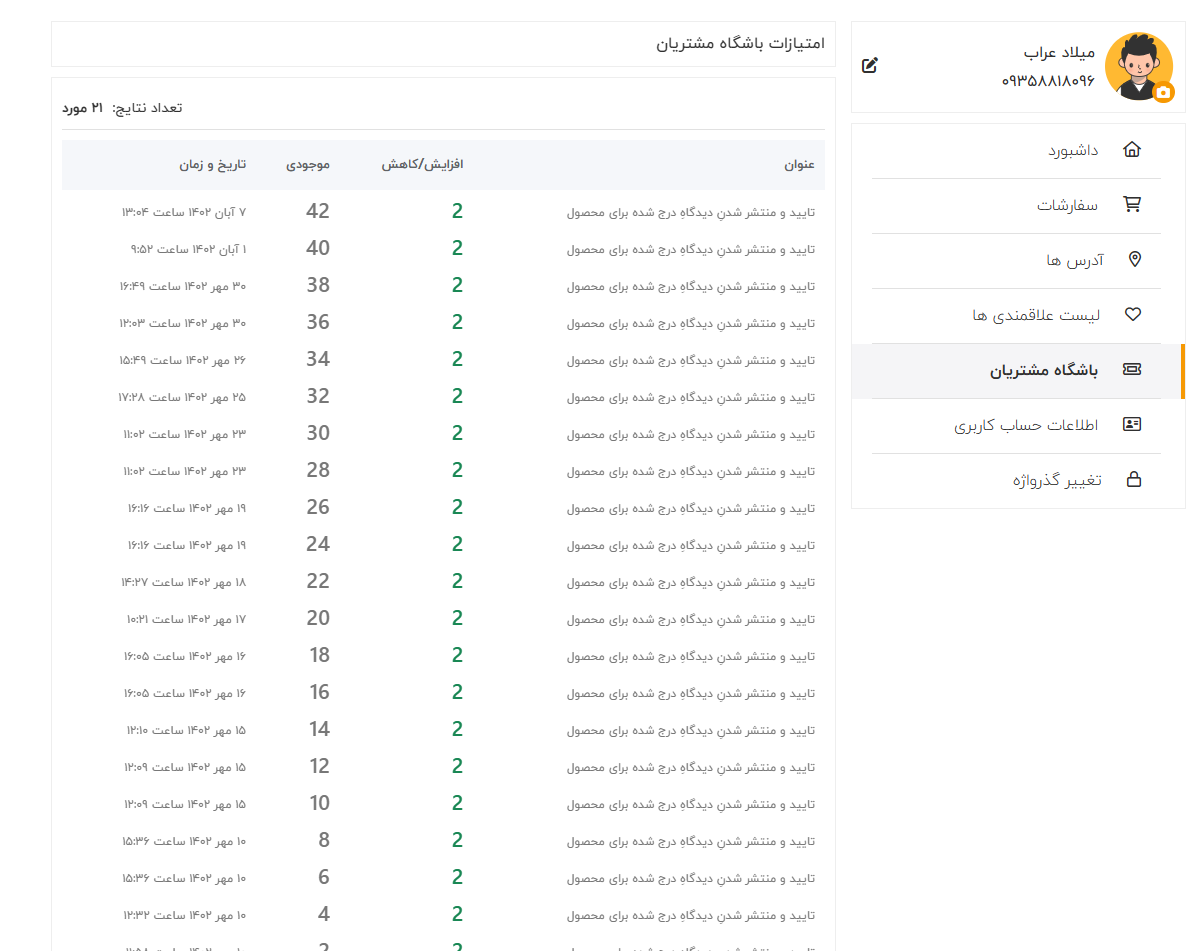 میلاد عراب
۰۹۳۵۸۸۱۸۰۹۶
داشبورد
سفارشات
آدرس ها
لیست علاقمندی ها
باشگاه مشتریان
اطلاعات حساب کاربری
تغییر گذرواژه
امتیازات باشگاه مشتریان
تعداد نتایج: ۲۱ مورد
عنوان افزایش/کاهش موجودی تاریخ و زمان
تایید و منتشر شدنِ دیدگاهِ درج شده برای محصول 2 42 ۷ آبان ۱۴۰۲ ساعت ۱۳:۰۴
تایید و منتشر شدنِ دیدگاهِ درج شده برای محصول 2 40 ۱ آبان ۱۴۰۲ ساعت ۹:۵۲
تایید و منتشر شدنِ دیدگاهِ درج شده برای محصول 2 38 ۳۰ مهر ۱۴۰۲ ساعت ۱۶:۴۹
تایید و منتشر شدنِ دیدگاهِ درج شده برای محصول 2 36 ۳۰ مهر ۱۴۰۲ ساعت ۱۲:۰۳
تایید و منتشر شدنِ دیدگاهِ درج شده برای محصول 2 34 ۲۶ مهر ۱۴۰۲ ساعت ۱۵:۴۹
تایید و منتشر شدنِ دیدگاهِ درج شده برای محصول 2 32 ۲۵ مهر ۱۴۰۲ ساعت ۱۷:۲۸
تایید و منتشر شدنِ دیدگاهِ درج شده برای محصول 2 30 ۲۳ مهر ۱۴۰۲ ساعت ۱۱:۰۲
تایید و منتشر شدنِ دیدگاهِ درج شده برای محصول 2 28 ۲۳ مهر ۱۴۰۲ ساعت ۱۱:۰۲
تایید و منتشر شدنِ دیدگاهِ درج شده برای محصول 2 26 ۱۹ مهر ۱۴۰۲ ساعت ۱۶:۱۶
تایید و منتشر شدنِ دیدگاهِ درج شده برای محصول 2 24 ۱۹ مهر ۱۴۰۲ ساعت ۱۶:۱۶
تایید و منتشر شدنِ دیدگاهِ درج شده برای محصول 2 22 ۱۸ مهر ۱۴۰۲ ساعت ۱۴:۲۷
تایید و منتشر شدنِ دیدگاهِ درج شده برای محصول 2 20 ۱۷ مهر ۱۴۰۲ ساعت ۱۰:۲۱
تایید و منتشر شدنِ دیدگاهِ درج شده برای محصول 2 18 ۱۶ مهر ۱۴۰۲ ساعت ۱۶:۰۵
تایید و منتشر شدنِ دیدگاهِ درج شده برای محصول 2 16 ۱۶ مهر ۱۴۰۲ ساعت ۱۶:۰۵
تایید و منتشر شدنِ دیدگاهِ درج شده برای محصول 2 14 ۱۵ مهر ۱۴۰۲ ساعت ۱۲:۱۰
تایید و منتشر شدنِ دیدگاهِ درج شده برای محصول 2 12 ۱۵ مهر ۱۴۰۲ ساعت ۱۲:۰۹
تایید و منتشر شدنِ دیدگاهِ درج شده برای محصول 2 10 ۱۵ مهر ۱۴۰۲ ساعت ۱۲:۰۹
تایید و منتشر شدنِ دیدگاهِ درج شده برای محصول 2 8 ۱۰ مهر ۱۴۰۲ ساعت ۱۵:۳۶
تایید و منتشر شدنِ دیدگاهِ درج شده برای محصول 2 6 ۱۰ مهر ۱۴۰۲ ساعت ۱۵:۳۶
تایید و منتشر شدنِ دیدگاهِ درج شده برای محصول 2 4 ۱۰ مهر ۱۴۰۲ ساعت ۱۲:۳۲